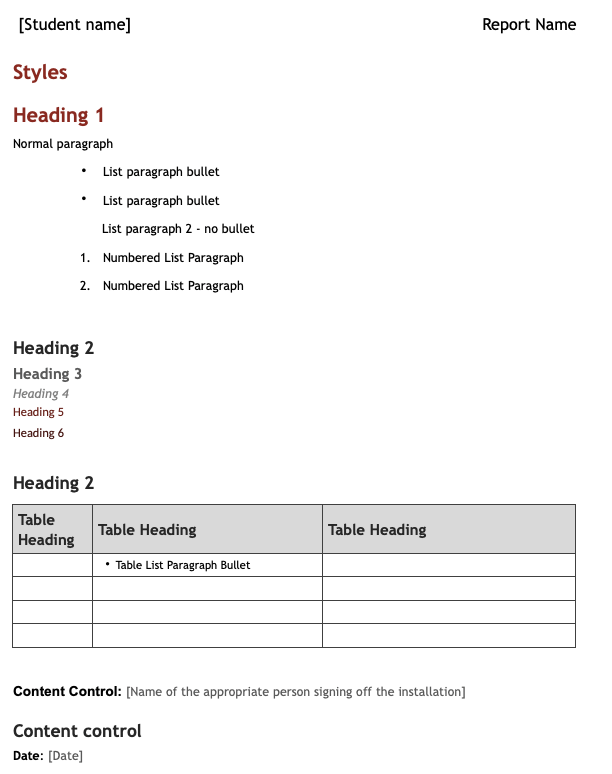 [Student name] Report Name
Styles
Heading 1
Normal paragraph
• List paragraph bullet
• List paragraph bullet
List paragraph 2 - no bullet
1. Numbered List Paragraph
2. Numbered List Paragraph
Heading 2
Heading 3
Heading 4
Heading 5
Heading 6
Heading 2
Table Heading Table Heading Table Heading
• Table List Paragraph Bullet
Content Control: [Name of the appropriate person signing off the installation]
Content control
Date: [Date]